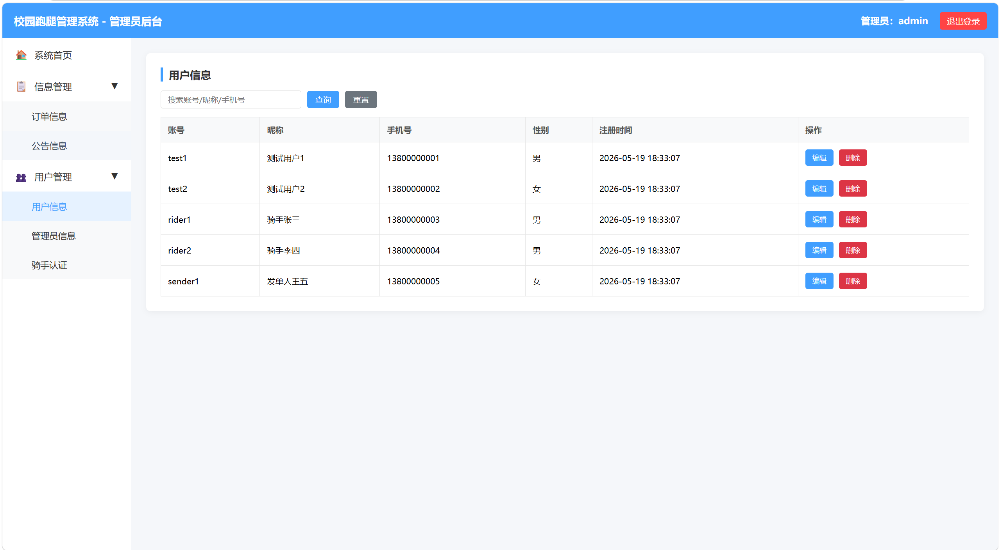 校园跑腿管理系统 - 管理员后台
管理员：admin 退出登录
系统首页
信息管理 ▼
订单信息
公告信息
用户管理 ▼
用户信息
管理员信息
骑手认证
用户信息
搜索账号/昵称/手机号 查询 重置
账号 昵称 手机号 性别 注册时间 操作
test1 测试用户1 13800000001 男 2026-05-19 18:33:07 编辑 删除
test2 测试用户2 13800000002 女 2026-05-19 18:33:07 编辑 删除
rider1 骑手张三 13800000003 男 2026-05-19 18:33:07 编辑 删除
rider2 骑手李四 13800000004 男 2026-05-19 18:33:07 编辑 删除
sender1 发单人王五 13800000005 女 2026-05-19 18:33:07 编辑 删除